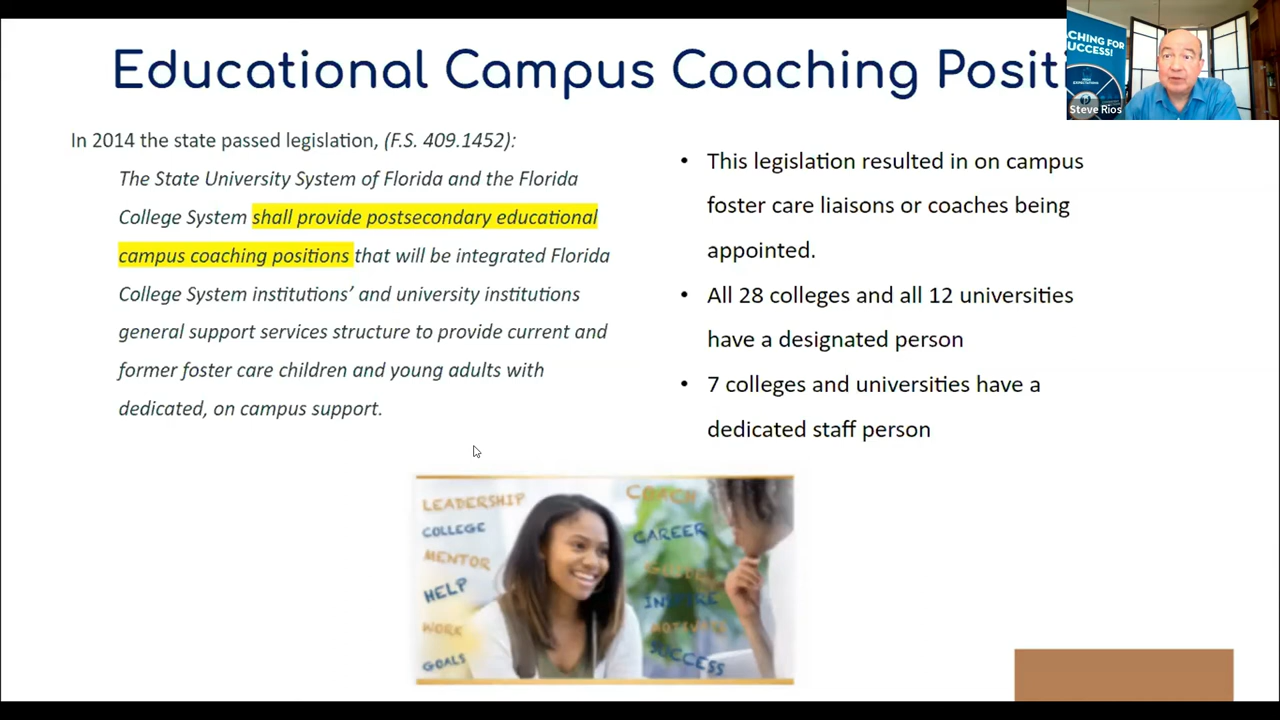 Educational Campus Coaching Posit
ACHING FOR
UCCESS!
Steve Rios
In 2014 the state passed legislation, (F.S. 409.1452):
The State University System of Florida and the Florida
College System shall provide postsecondary educational
campus coaching positions that will be integrated Florida
College System institutions’ and university institutions
general support services structure to provide current and
former foster care children and young adults with
dedicated, on campus support.
• This legislation resulted in on campus
foster care liaisons or coaches being
appointed.
• All 28 colleges and all 12 universities
have a designated person
• 7 colleges and universities have a
dedicated staff person
LEADERSHIP
COLLEGE
MENTOR
HELP
WORK
GOALS
COACH
CAREER
INSPIRE
MOTIVATE
SUCCESS